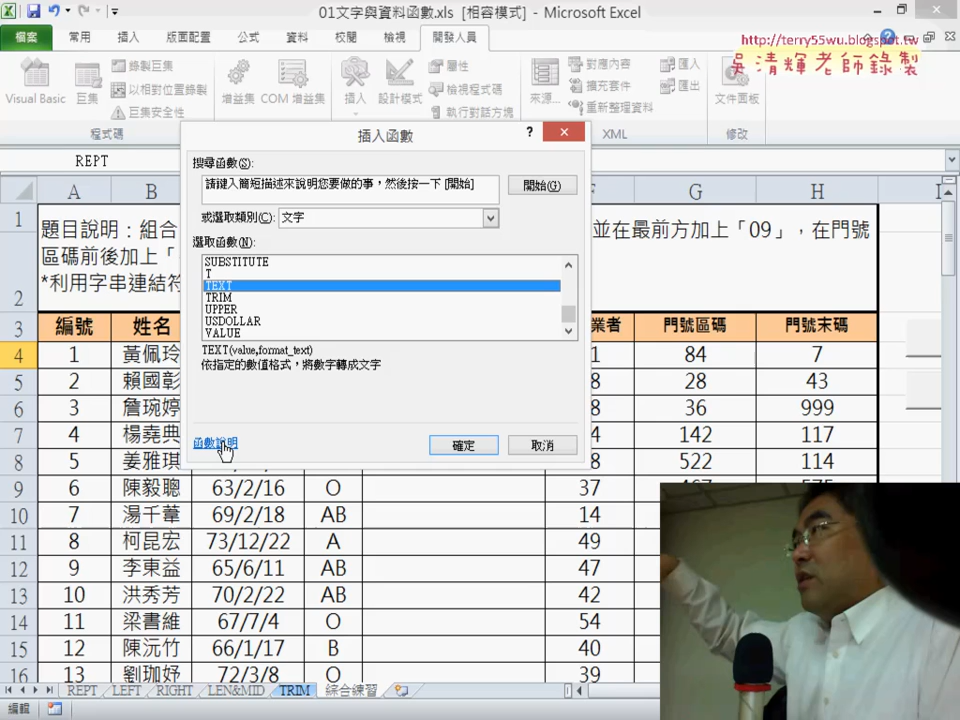 01文字與資料函數.xls [相容模式] - Microsoft Excel
檔案 常用 插入 版面配置 公式 資料 校閱 檢視 開發人員
http://terry55wu.blogspot.tw
吳清輝老師錄製
Visual Basic 巨集 錄製巨集 以相對位置錄製 巨集安全性 增益集 COM 增益集 插入 設計模式 屬性 檢視程式碼 執行對話方塊 來源... 對應內容 擴充套件 重新整理資料 匯入 匯出 文件面板
程式碼 XML 修改
REPT
插入函數
搜尋函數(S):
請鍵入簡短描述來說明您要做的事，然後按一下 [開始]
開始(G)
或選取類別(C): 文字
選取函數(N):
SUBSTITUTE
T
TEXT
TRIM
UPPER
USDOLLAR
VALUE
TEXT(value,format_text)
依指定的數值格式，將數字轉成文字
函數說明 確定 取消
A B G H I
1 題目說明：組合 並在最前方加上「09」，在門號
區碼前後加上「
2 *利用字串連結符
3 編號 姓名 業者 門號區碼 門號末碼
4 1 黃佩玲 1 84 7
5 2 賴國彰 8 28 43
6 3 詹琬婷 8 36 999
7 4 楊堯典 4 142 117
8 5 姜雅琪 8 522 114
9 6 陳毅聰 63/2/16 O 37
10 7 湯千葦 69/2/18 AB 14
11 8 柯昆宏 73/12/22 A 49
12 9 李東益 65/6/11 AB 47
13 10 洪秀芳 70/2/22 AB 42
14 11 梁書維 67/7/4 O 54
15 12 陳沅竹 66/1/17 B 40
16 13 劉珈妤 72/3/8 O 39
REPT LEFT RIGHT LEN&MID TRIM 綜合練習
編輯